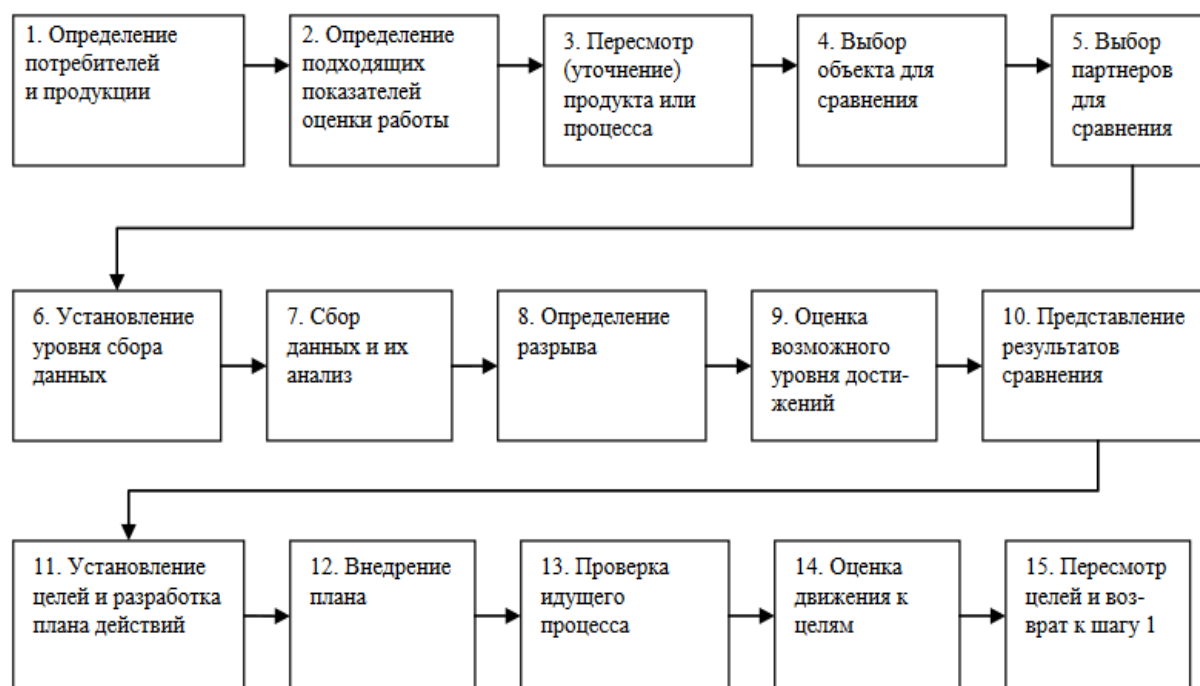 1. Определение
потребителей
и продукции
2. Определение
подходящих
показателей
оценки работы
3. Пересмотр
(уточнение)
продукта или
процесса
4. Выбор
объекта для
сравнения
5. Выбор
партнеров
для
сравнения
6. Установление
уровня сбора
данных
7. Сбор
данных и их
анализ
8. Определение
разрыва
9. Оценка
возможного
уровня дости-
жений
10. Представление
результатов
сравнения
11. Установление
целей и разработка
плана действий
12. Внедрение
плана
13. Проверка
идущего
процесса
14. Оценка
движения к
целям
15. Пересмотр
целей и воз-
врат к шагу 1